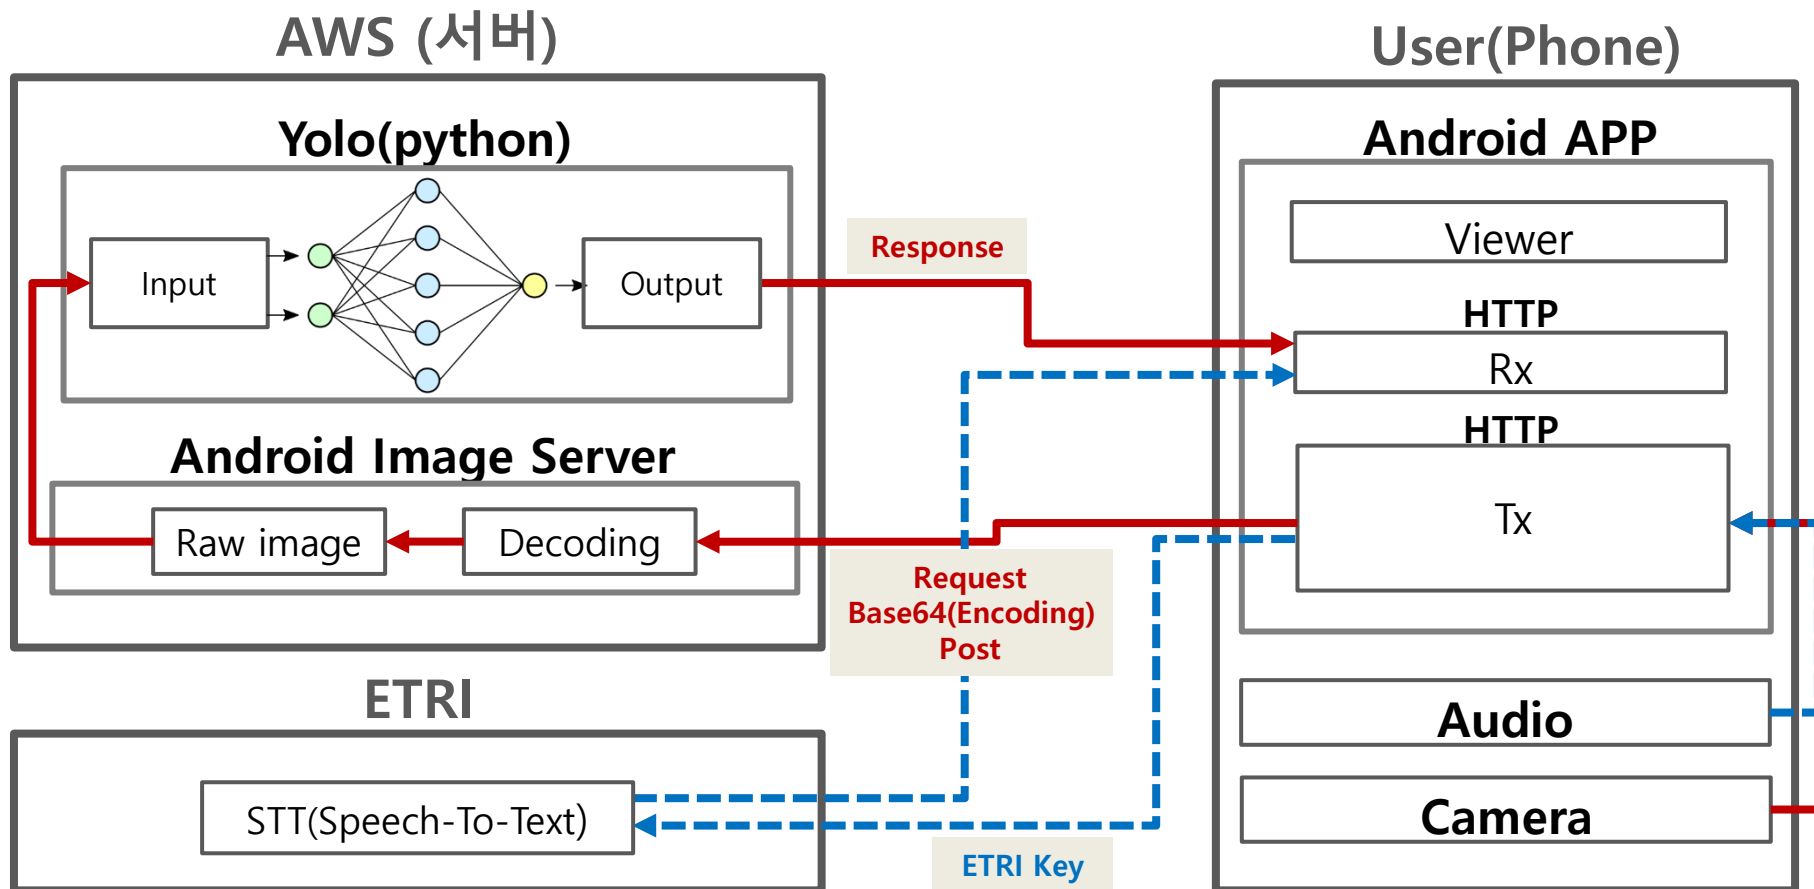 AWS (서버)
Yolo(python)
Input
Output
Android Image Server
Raw image
Decoding
ETRI
STT(Speech-To-Text)
Response
Request
Base64(Encoding)
Post
ETRI Key
User(Phone)
Android APP
Viewer
HTTP
Rx
HTTP
Tx
Audio
Camera